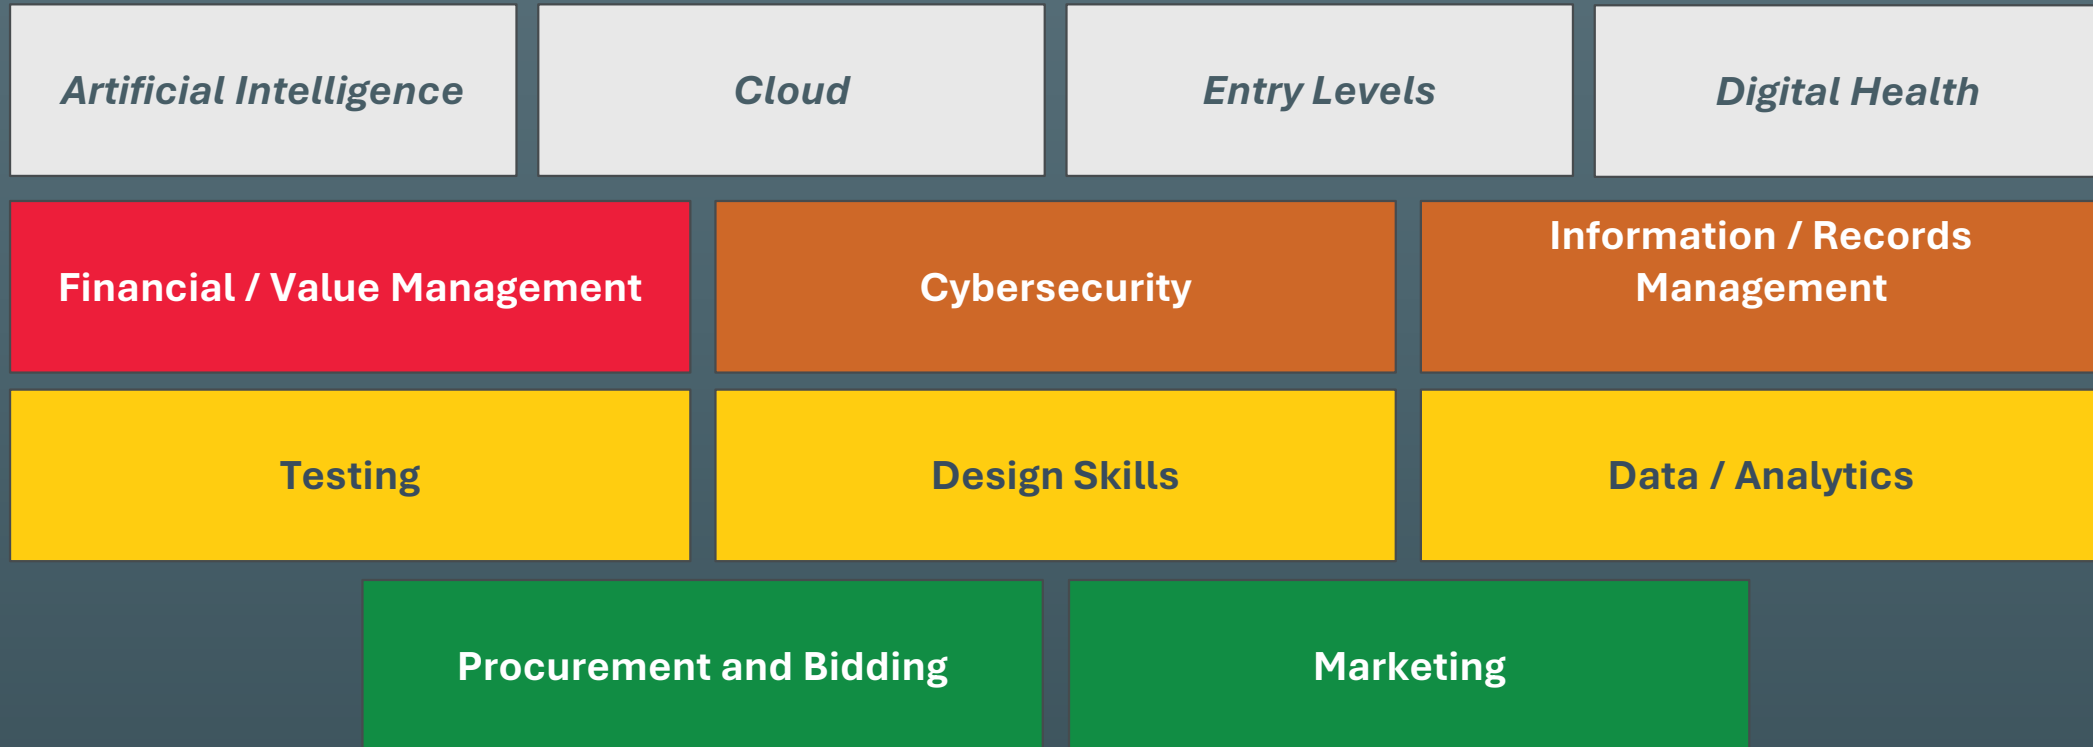 Artificial Intelligence
Cloud
Entry Levels
Digital Health
Financial / Value Management
Cybersecurity
Information / Records
Management
Testing
Design Skills
Data / Analytics
Procurement and Bidding
Marketing